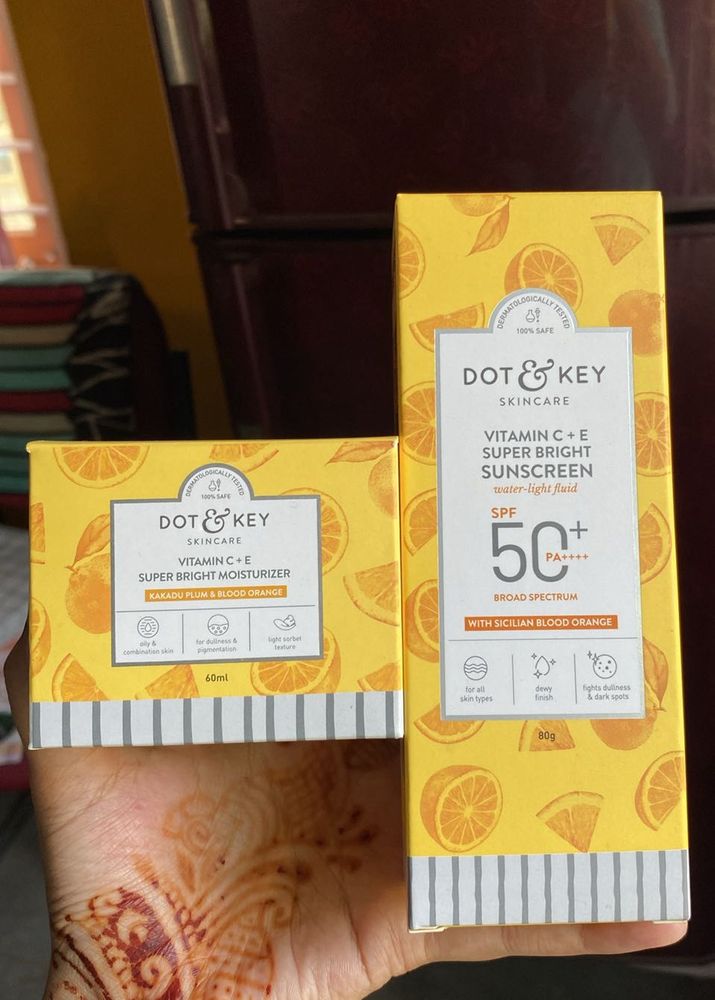 DERMATOLOGICALLY TESTED
100% SAFE
DOT & KEY
SKINCARE
VITAMIN C + E
SUPER BRIGHT MOISTURIZER
KAKADU PLUM & BLOOD ORANGE
oily &
combination skin
for dullness &
pigmentation
light sorbet
texture
60ml
DERMATOLOGICALLY TESTED
100% SAFE
DOT & KEY
SKINCARE
VITAMIN C + E
SUPER BRIGHT
SUNSCREEN
water-light fluid
SPF
50+
PA++++
BROAD SPECTRUM
WITH SICILIAN BLOOD ORANGE
for all
skin types
dewy
finish
fights dullness
& dark spots
80g